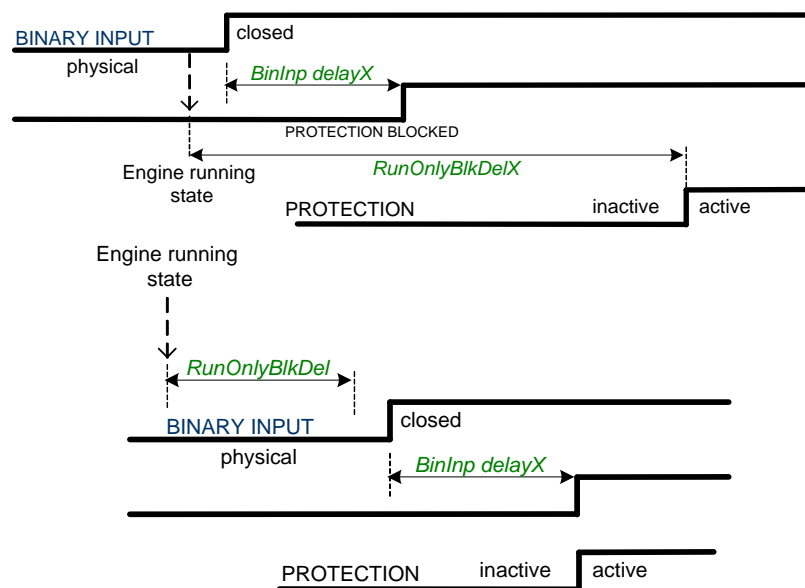 BINARY INPUT
closed
physical
BinInp delayX
PROTECTION BLOCKED
Engine running
state
RunOnlyBlkDelX
PROTECTION
inactive
active
Engine running
state
RunOnlyBlkDel
BINARY INPUT
closed
physical
BinInp delayX
PROTECTION
inactive
active